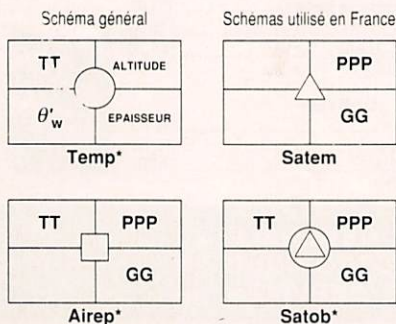 Schéma général
Schémas utilisé en France
TT ALTITUDE
θ'w EPAISSEUR
Temp*
PPP
GG
Satem
TT PPP
GG
Airep*
TT PPP
GG
Satob*